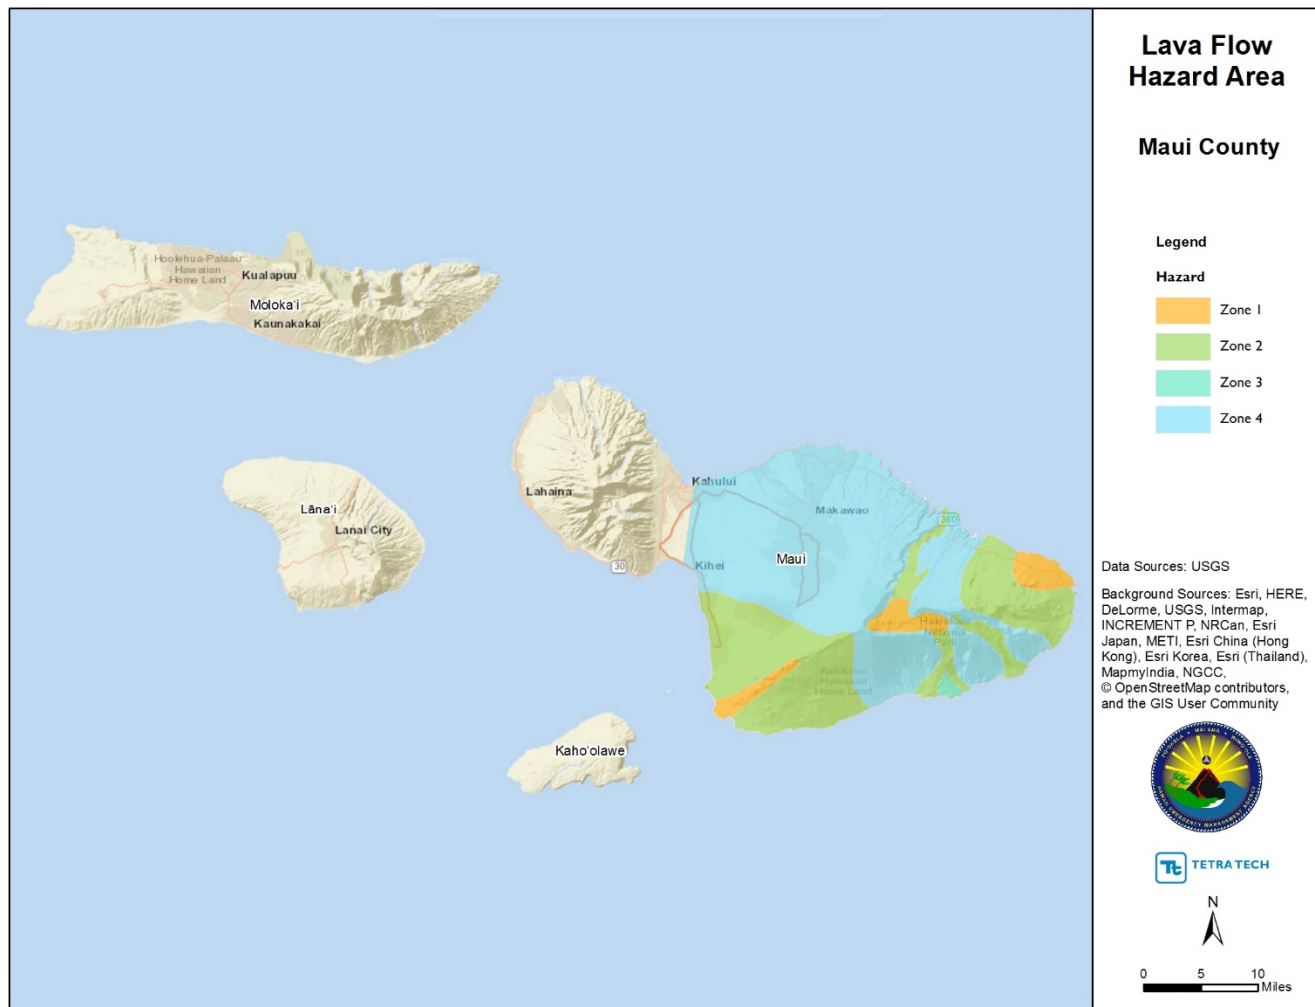 Lava Flow
Hazard Area
Maui County
Legend
Hazard
Zone 1
Zone 2
Zone 3
Zone 4
Hoolehua-Palaau
Hawaiian
Home Land
Kualapuu
Moloka'i
Kaunakakai
Lahaina
Kahului
Makawao
Lāna'i
Lanai City
30
Kihei
Maui
360
Haleakala
National
Park
Kahikinui
Hawaiian
Home Land
Kaho'olawe
Data Sources: USGS
Background Sources: Esri, HERE,
DeLorme, USGS, Intermap,
INCREMENT P, NRCan, Esri
Japan, METI, Esri China (Hong
Kong), Esri Korea, Esri (Thailand),
MapmyIndia, NGCC,
© OpenStreetMap contributors,
and the GIS User Community
Tt TETRA TECH
N
0 5 10
Miles